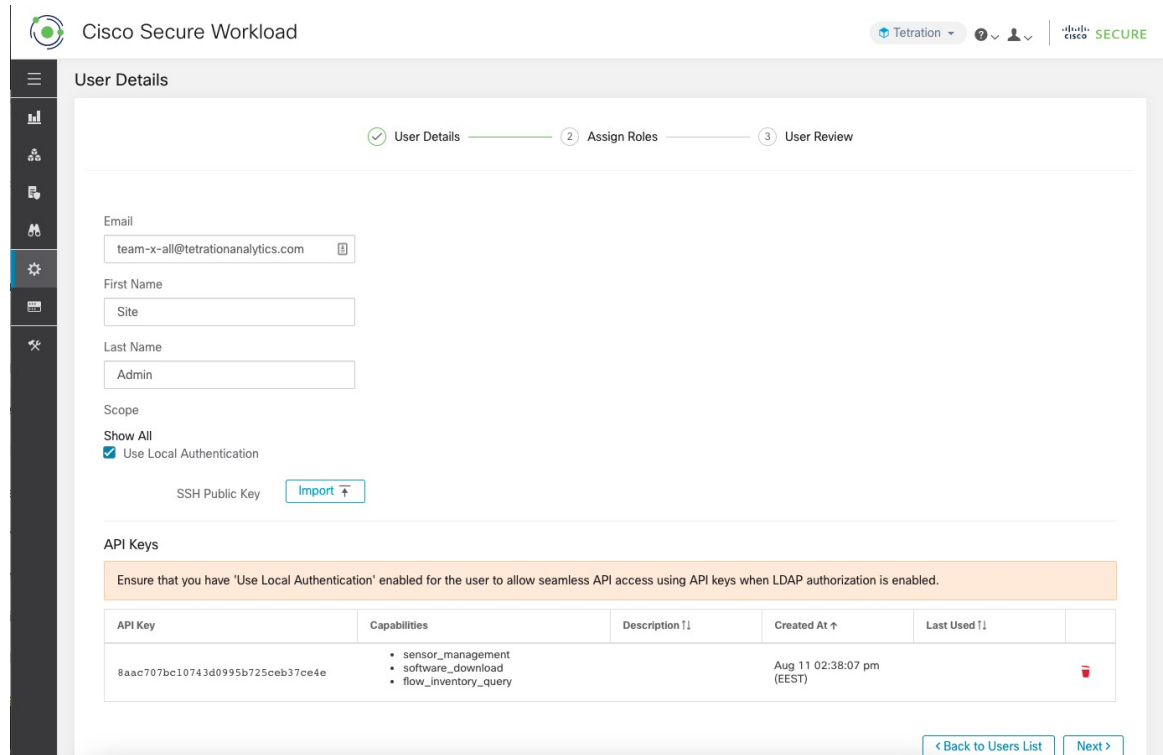 Cisco Secure Workload
Tetration
cisco SECURE
User Details
User Details
2 Assign Roles
3 User Review
Email
team-x-all@tetrationanalytics.com
First Name
Site
Last Name
Admin
Scope
Show All
Use Local Authentication
SSH Public Key Import
API Keys
Ensure that you have 'Use Local Authentication' enabled for the user to allow seamless API access using API keys when LDAP authorization is enabled.
API Key Capabilities Description Created At Last Used
8aac707bc10743d0995b725ceb37ce4e
• sensor_management
• software_download
• flow_inventory_query
Aug 11 02:38:07 pm
(EEST)
< Back to Users List Next >